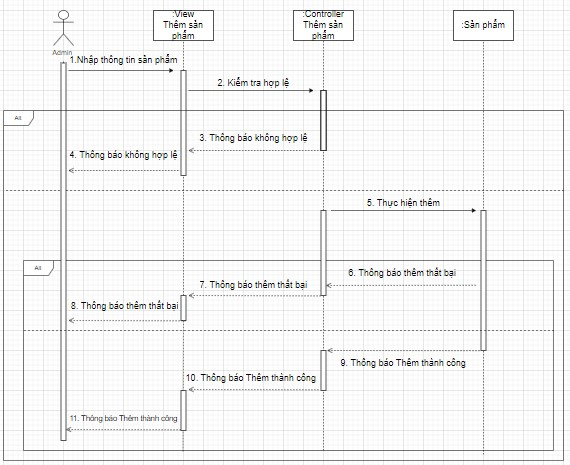 :View
Thêm sản
phẩm
:Controller
Thêm sản
phẩm
:Sản phẩm
Admin
1.Nhập thông tin sản phẩm
2. Kiểm tra hợp lệ
Alt
3. Thông báo không hợp lệ
4. Thông báo không hợp lệ
5. Thực hiện thêm
Alt
6. Thông báo thêm thất bại
7. Thông báo thêm thất bại
8. Thông báo thêm thất bại
9. Thông báo Thêm thành công
10. Thông báo Thêm thành công
11. Thông báo Thêm thành công